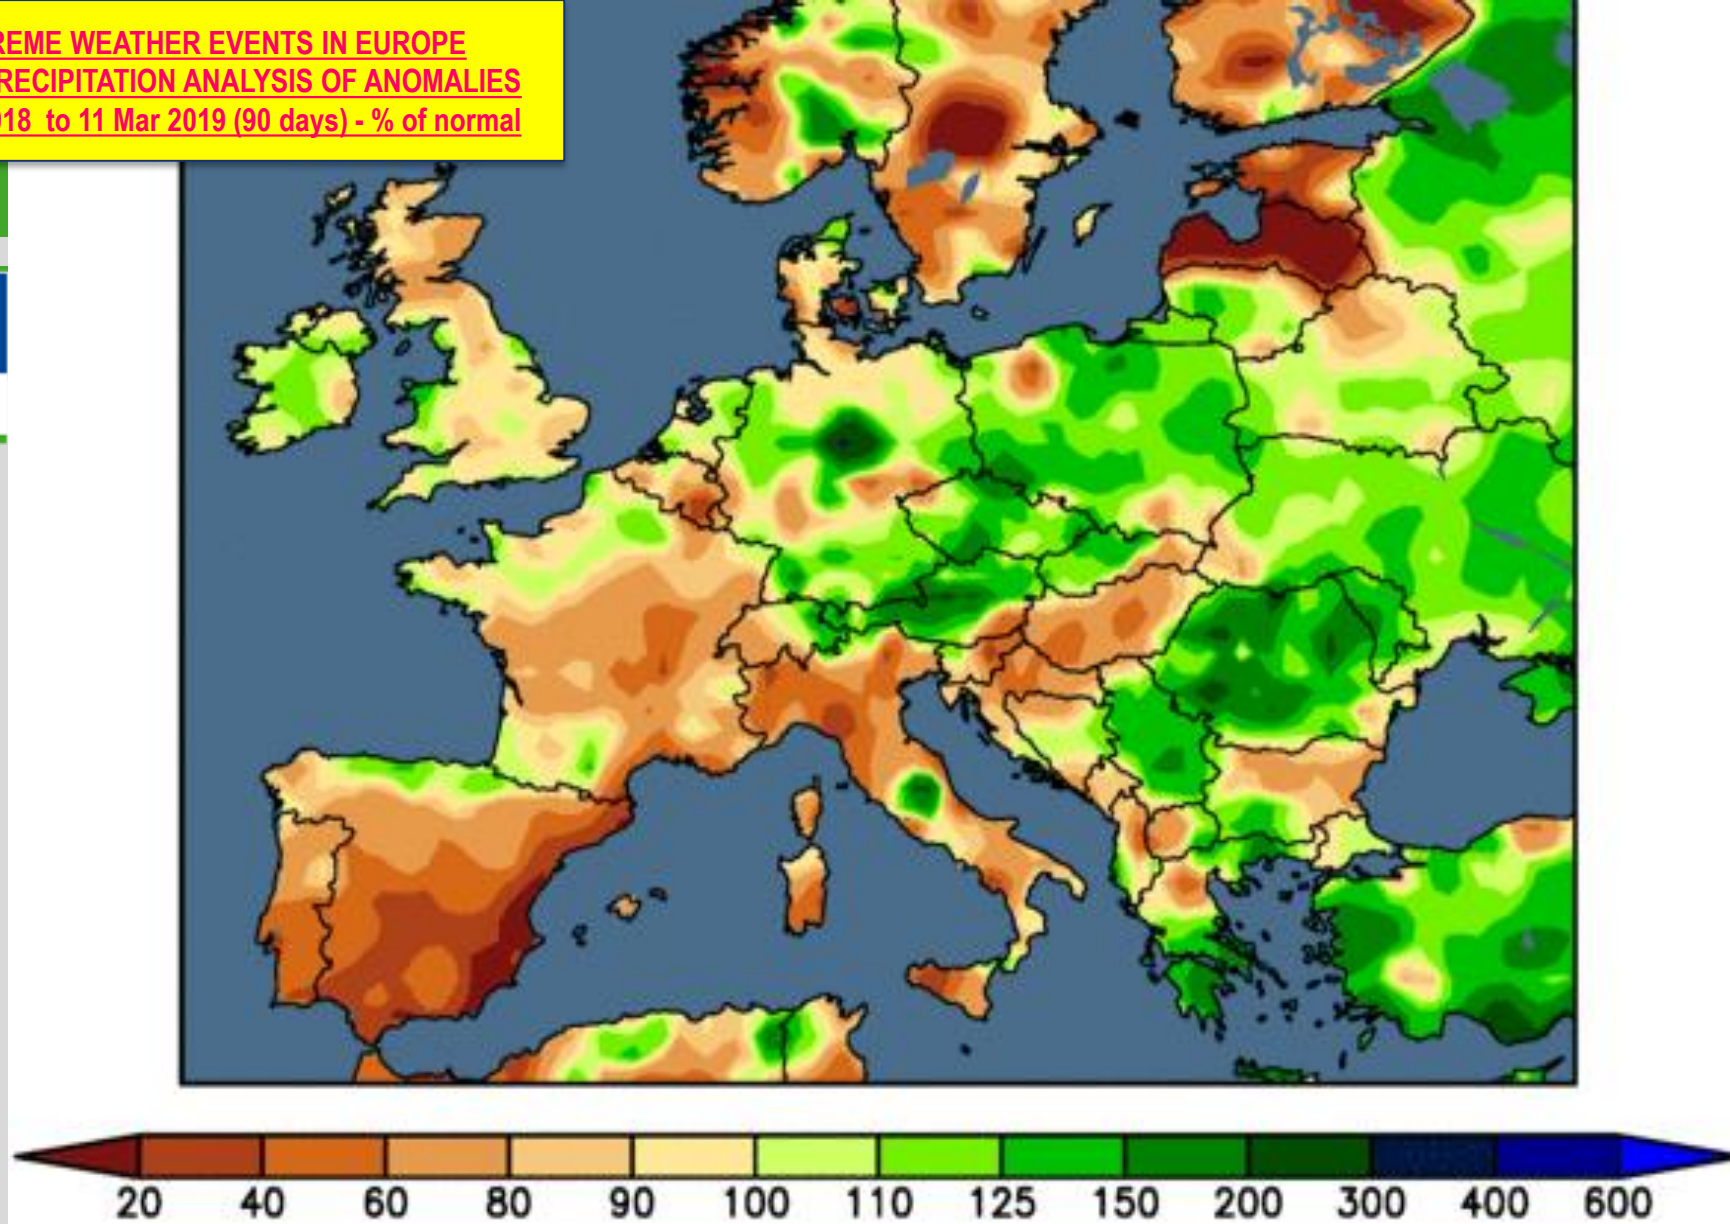 REME WEATHER EVENTS IN EUROPE
RECIPITATION ANALYSIS OF ANOMALIES
018 to 11 Mar 2019 (90 days) - % of normal
20 40 60 80 90 100 110 125 150 200 300 400 600